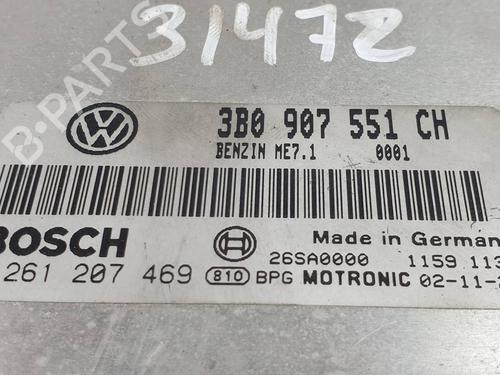 31472
B-PARTS
3B0 907 551 CH
BENZIN ME7.1 0001
BOSCH
Made in German
261 207 469 26SA0000 1159 113
810 BPG MOTRONIC 02-11-2